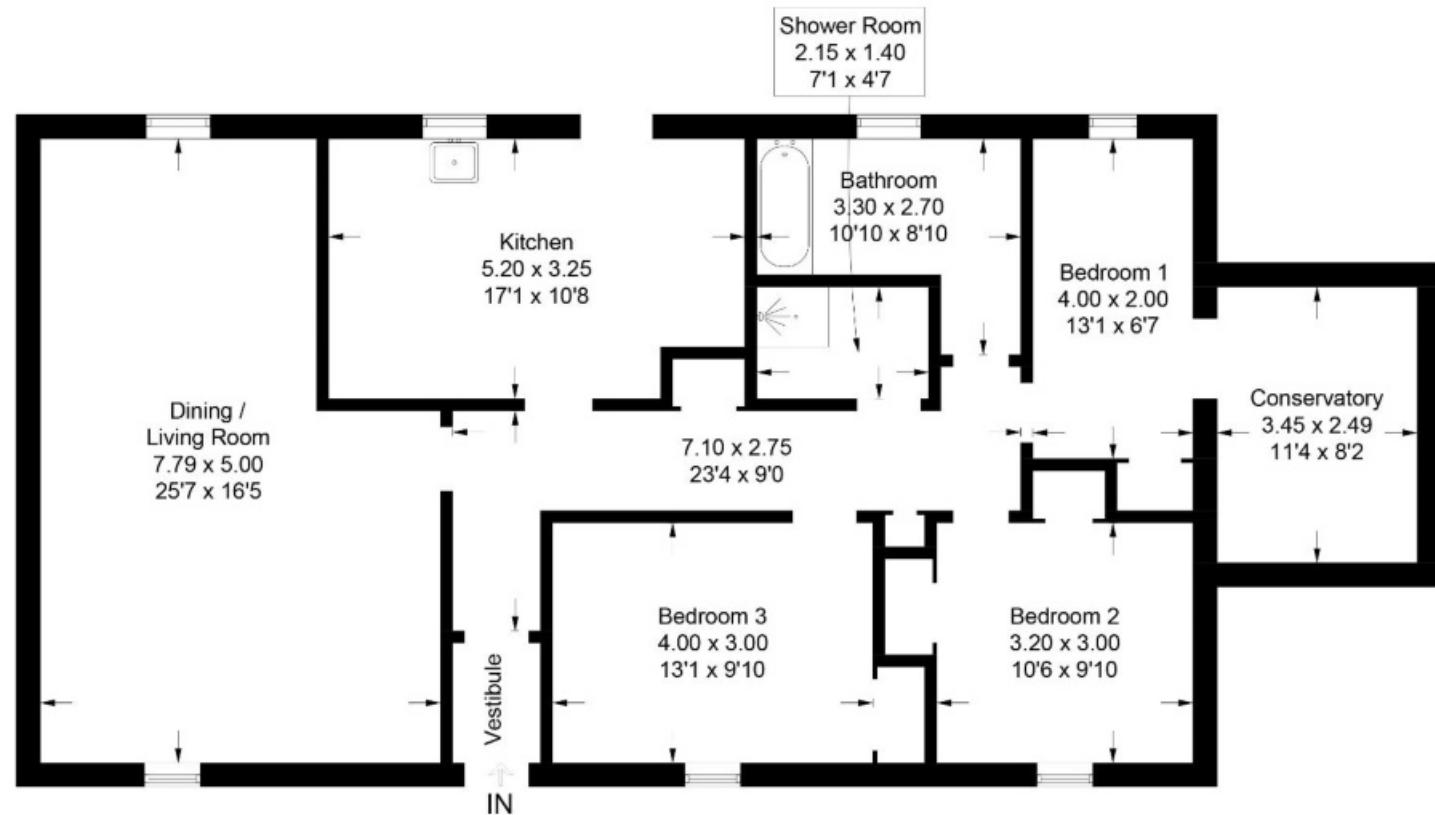 Shower Room
2.15 x 1.40
7'1 x 4'7
Bathroom
3.30 x 2.70
10'10 x 8'10
Kitchen
5.20 x 3.25
17'1 x 10'8
Bedroom 1
4.00 x 2.00
13'1 x 6'7
Dining /
Living Room
7.79 x 5.00
25'7 x 16'5
7.10 x 2.75
23'4 x 9'0
Conservatory
3.45 x 2.49
11'4 x 8'2
Bedroom 3
4.00 x 3.00
13'1 x 9'10
Bedroom 2
3.20 x 3.00
10'6 x 9'10
Vestibule
IN